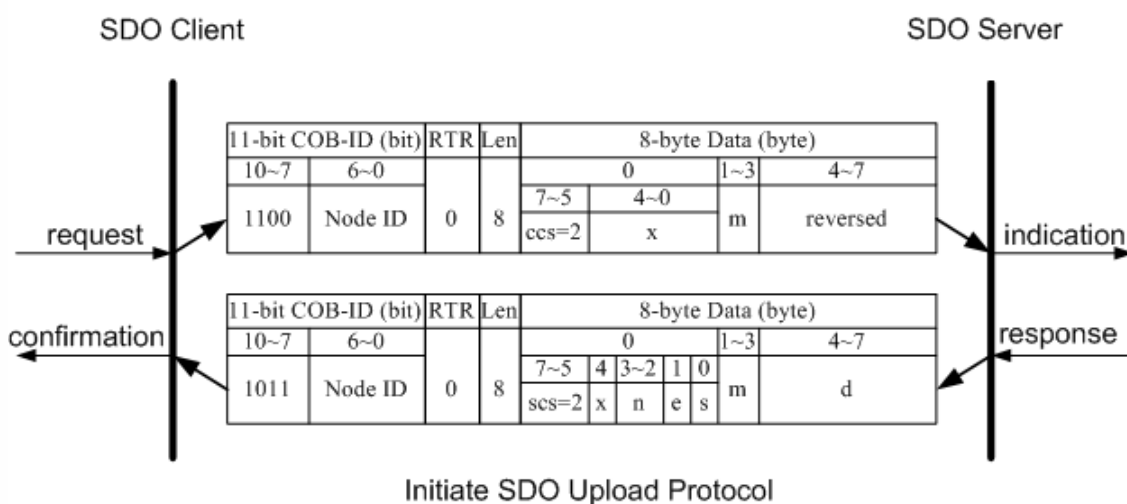 SDO Client
SDO Server
11-bit COB-ID (bit) RTR Len 8-byte Data (byte)
10~7 6~0 0 1~3 4~7
7~5 4~0
1100 Node ID 0 8 m reversed
ccs=2 x
request
indication
11-bit COB-ID (bit) RTR Len 8-byte Data (byte)
10~7 6~0 0 1~3 4~7
confirmation
response
7~5 4 3~2 1 0
1011 Node ID 0 8 m d
scs=2 x n e s
Initiate SDO Upload Protocol